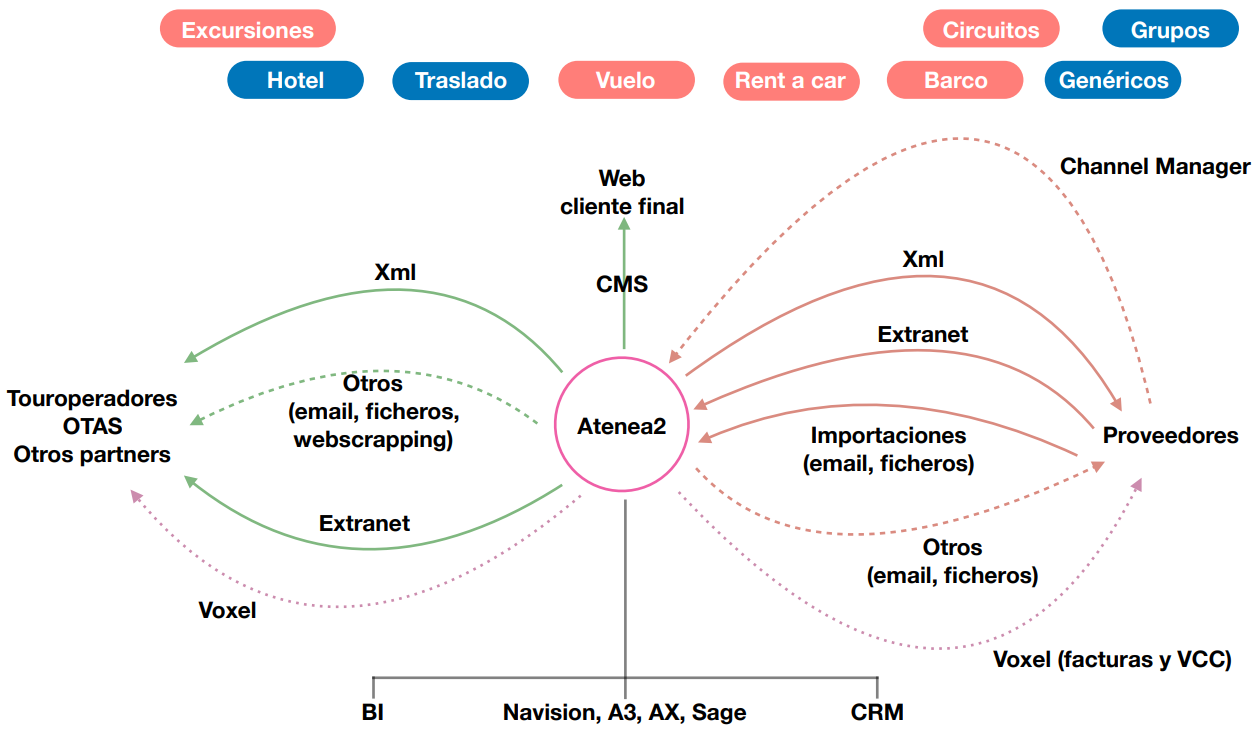 Excursiones
Circuitos
Grupos
Hotel
Traslado
Vuelo
Rent a car
Barco
Genéricos
Channel Manager
Web
cliente final
Xml
Xml
CMS
Extranet
Otros
(email, ficheros,
webscrapping)
Touroperadores
OTAS
Otros partners
Atenea2
Importaciones
(email, ficheros)
Proveedores
Extranet
Otros
(email, ficheros)
Voxel
Voxel (facturas y VCC)
BI
Navision, A3, AX, Sage
CRM